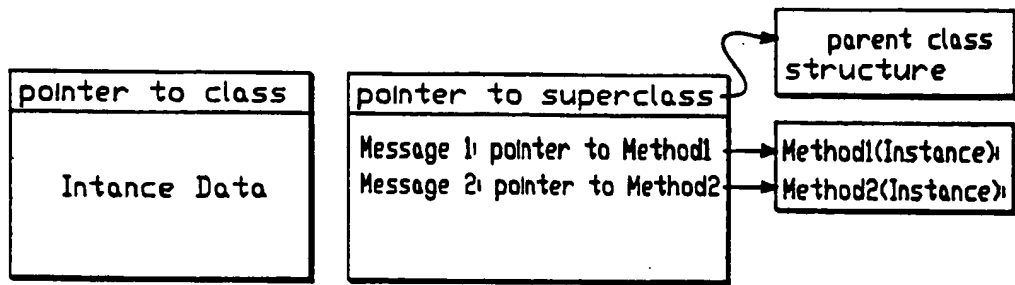 pointer to class
Intance Data
pointer to superclass
Message 1: pointer to Method1
Message 2: pointer to Method2
parent class
structure
Method1(Instance);
Method2(Instance);